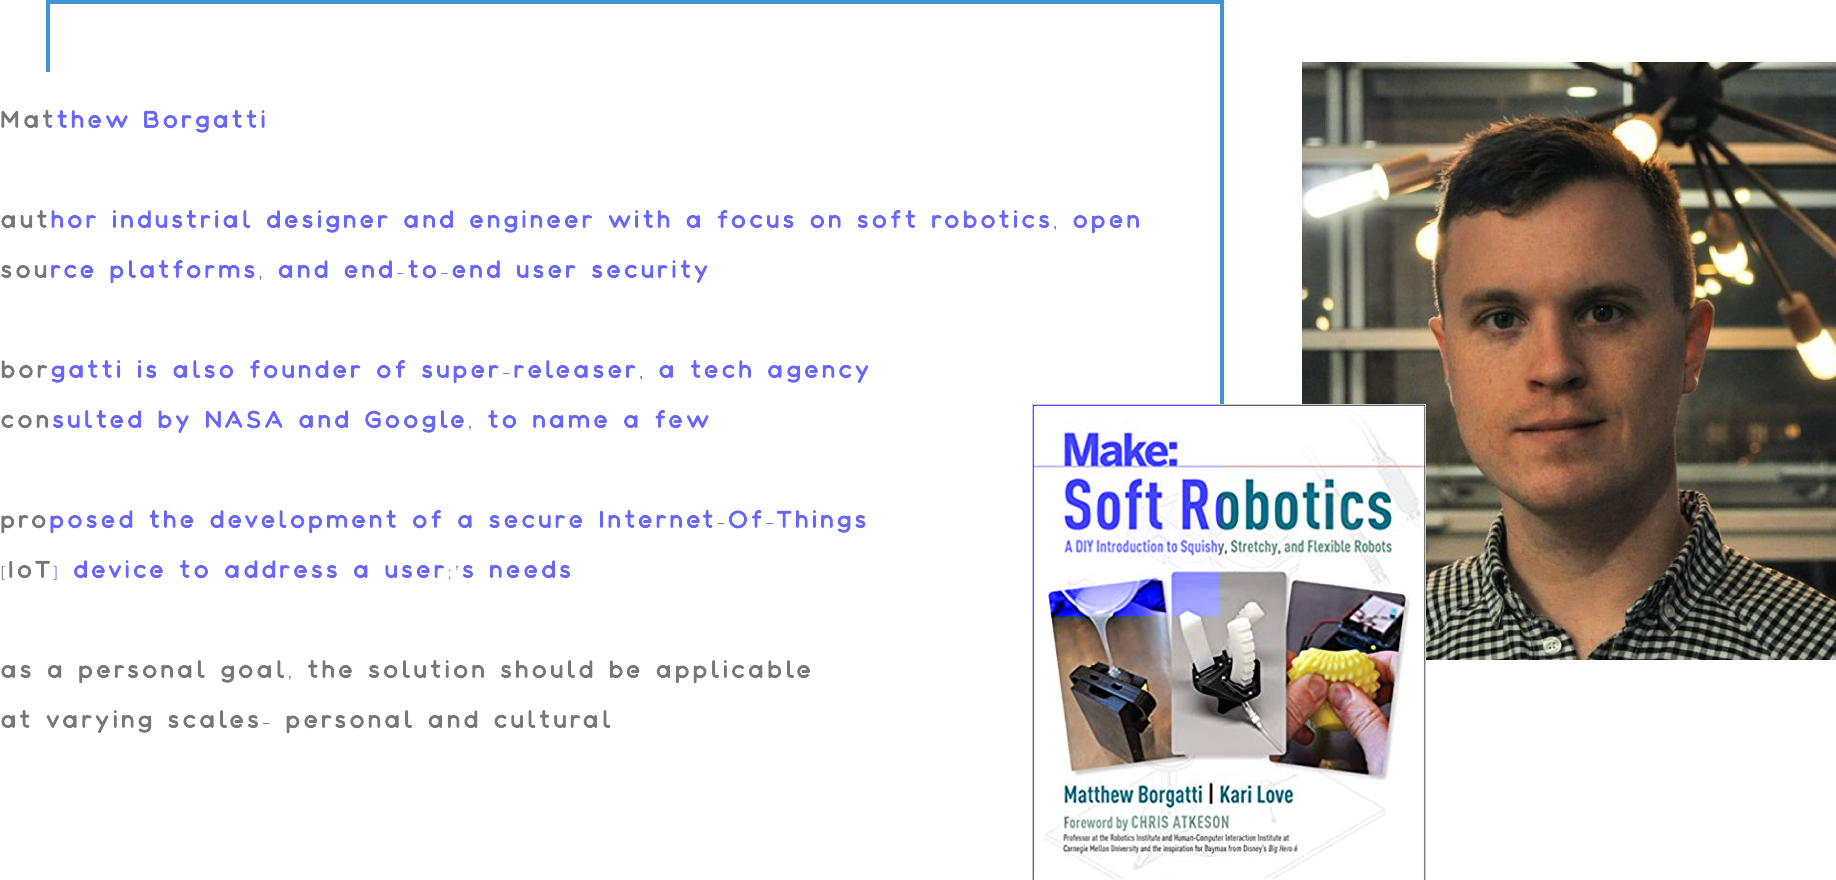 Matthew Borgatti
author industrial designer and engineer with a focus on soft robotics, open
source platforms, and end-to-end user security
borgatti is also founder of super-releaser, a tech agency
consulted by NASA and Google, to name a few
proposed the development of a secure Internet-Of-Things
[IoT] device to address a user;'s needs
as a personal goal, the solution should be applicable
at varying scales- personal and cultural
Make:
Soft Robotics
A DIY Introduction to Squishy, Stretchy, and Flexible Robots
Matthew Borgatti | Kari Love
Foreword by CHRIS ATKESON
Professor at the Robotics Institute and Human-Computer Interaction Institute at
Carnegie Mellon University and the inspiration for Baymax from Disney's Big Hero 6